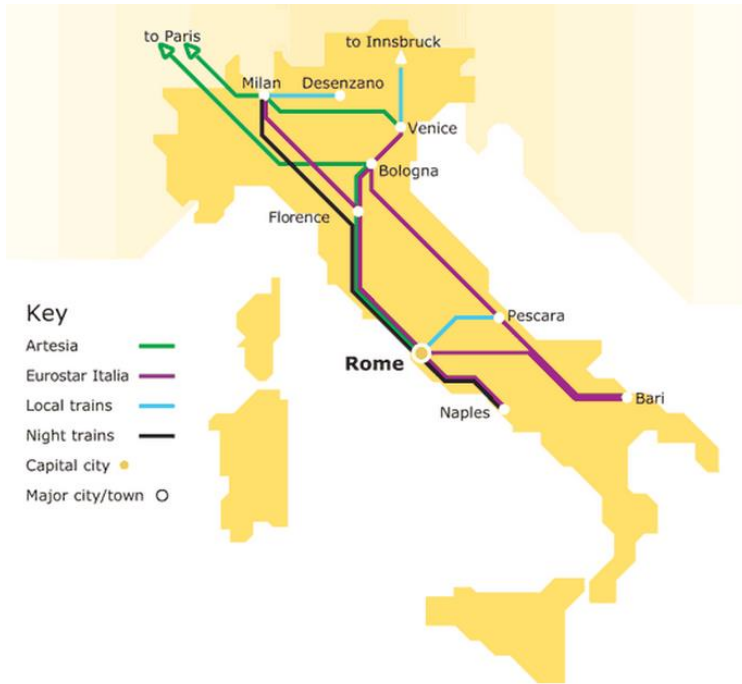 to Paris
to Innsbruck
Milan
Desenzano
Venice
Bologna
Florence
Pescara
Rome
Bari
Naples
Key
Artesia
Eurostar Italia
Local trains
Night trains
Capital city
Major city/town